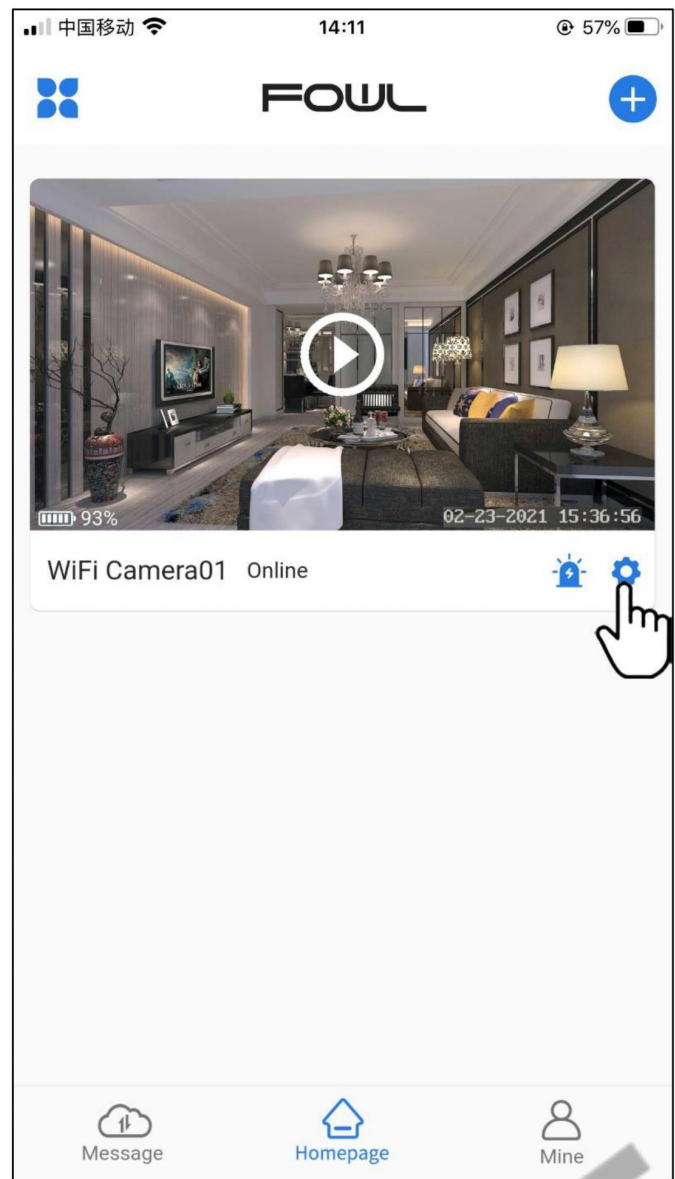 中国移动 14:11 57%
FOWL
93% 02-23-2021 15:36:56
WiFi Camera01 Online
Message Homepage Mine